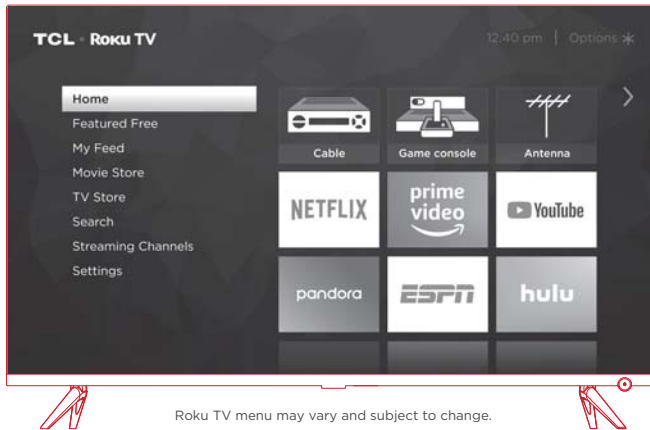 TCL · Roku TV
12:40 pm | Options
Home
Featured Free
My Feed
Movie Store
TV Store
Search
Streaming Channels
Settings
Cable Game console Antenna
NETFLIX prime video YouTube
pandora ESPN hulu
Roku TV menu may vary and subject to change.